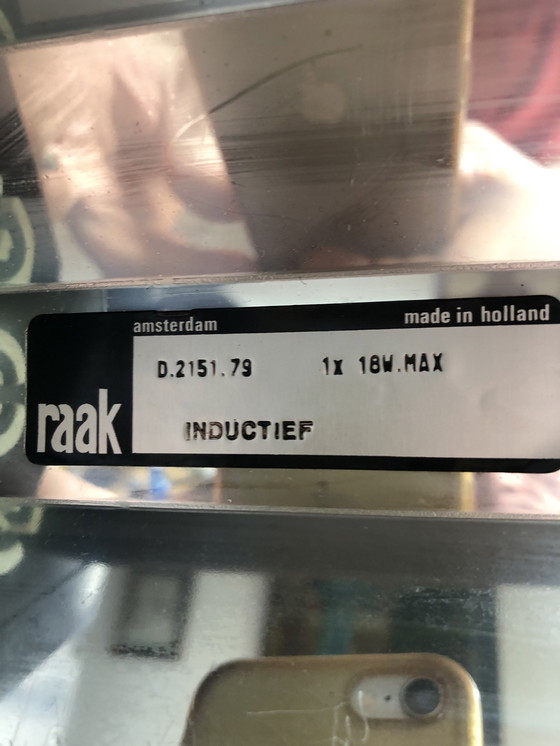 amsterdam made in holland
D.2151.79 1x 18W.MAX
raak INDUCTIEF